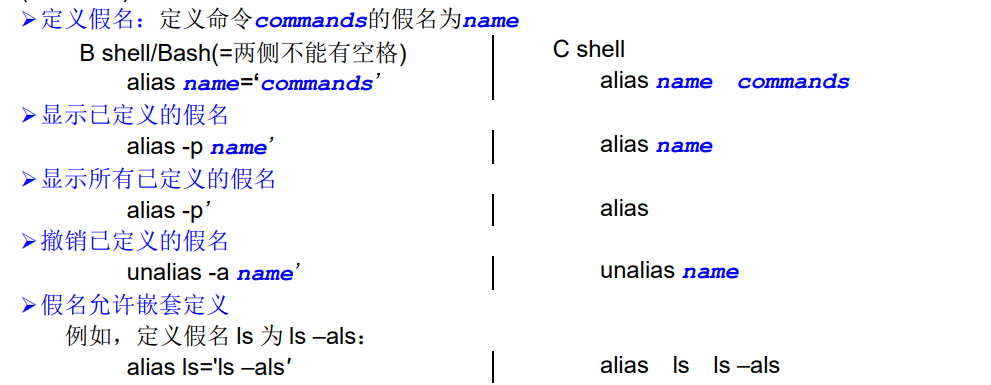 ➢定义假名：定义命令commands的假名为name
B shell/Bash(=两侧不能有空格) C shell
alias name=‘commands’ alias name commands
➢显示已定义的假名
alias -p name’ alias name
➢显示所有已定义的假名
alias -p’ alias
➢撤销已定义的假名
unalias -a name’ unalias name
➢假名允许嵌套定义
例如，定义假名 ls 为 ls –als：
alias ls='ls –als' alias ls ls –als